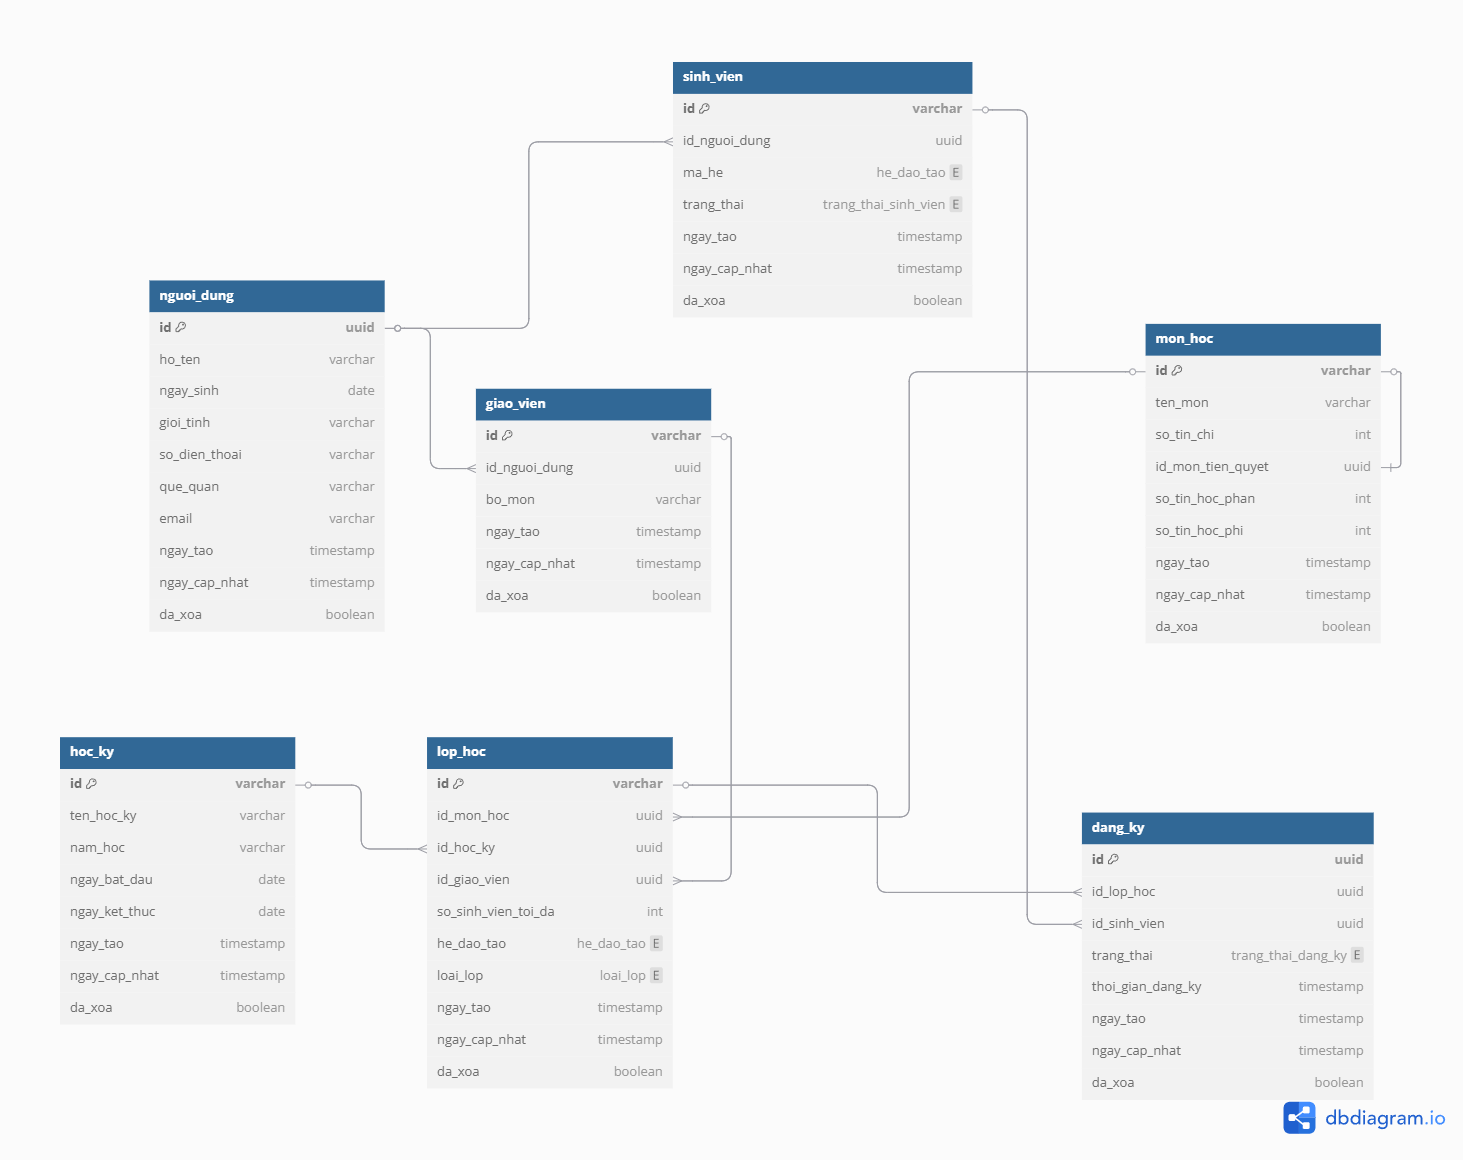 sinh_vien
id varchar
id_nguoi_dung uuid
ma_he he_dao_tao E
trang_thai trang_thai_sinh_vien E
ngay_tao timestamp
ngay_cap_nhat timestamp
da_xoa boolean
nguoi_dung
id uuid
ho_ten varchar
ngay_sinh date
gioi_tinh varchar
so_dien_thoai varchar
que_quan varchar
email varchar
ngay_tao timestamp
ngay_cap_nhat timestamp
da_xoa boolean
giao_vien
id varchar
id_nguoi_dung uuid
bo_mon varchar
ngay_tao timestamp
ngay_cap_nhat timestamp
da_xoa boolean
mon_hoc
id varchar
ten_mon varchar
so_tin_chi int
id_mon_tien_quyet uuid
so_tin_hoc_phan int
so_tin_hoc_phi int
ngay_tao timestamp
ngay_cap_nhat timestamp
da_xoa boolean
hoc_ky
id varchar
ten_hoc_ky varchar
nam_hoc varchar
ngay_bat_dau date
ngay_ket_thuc date
ngay_tao timestamp
ngay_cap_nhat timestamp
da_xoa boolean
lop_hoc
id varchar
id_mon_hoc uuid
id_hoc_ky uuid
id_giao_vien uuid
so_sinh_vien_toi_da int
he_dao_tao he_dao_tao E
loai_lop loai_lop E
ngay_tao timestamp
ngay_cap_nhat timestamp
da_xoa boolean
dang_ky
id uuid
id_lop_hoc uuid
id_sinh_vien uuid
trang_thai trang_thai_dang_ky E
thoi_gian_dang_ky timestamp
ngay_tao timestamp
ngay_cap_nhat timestamp
da_xoa boolean
dbdiagram.io